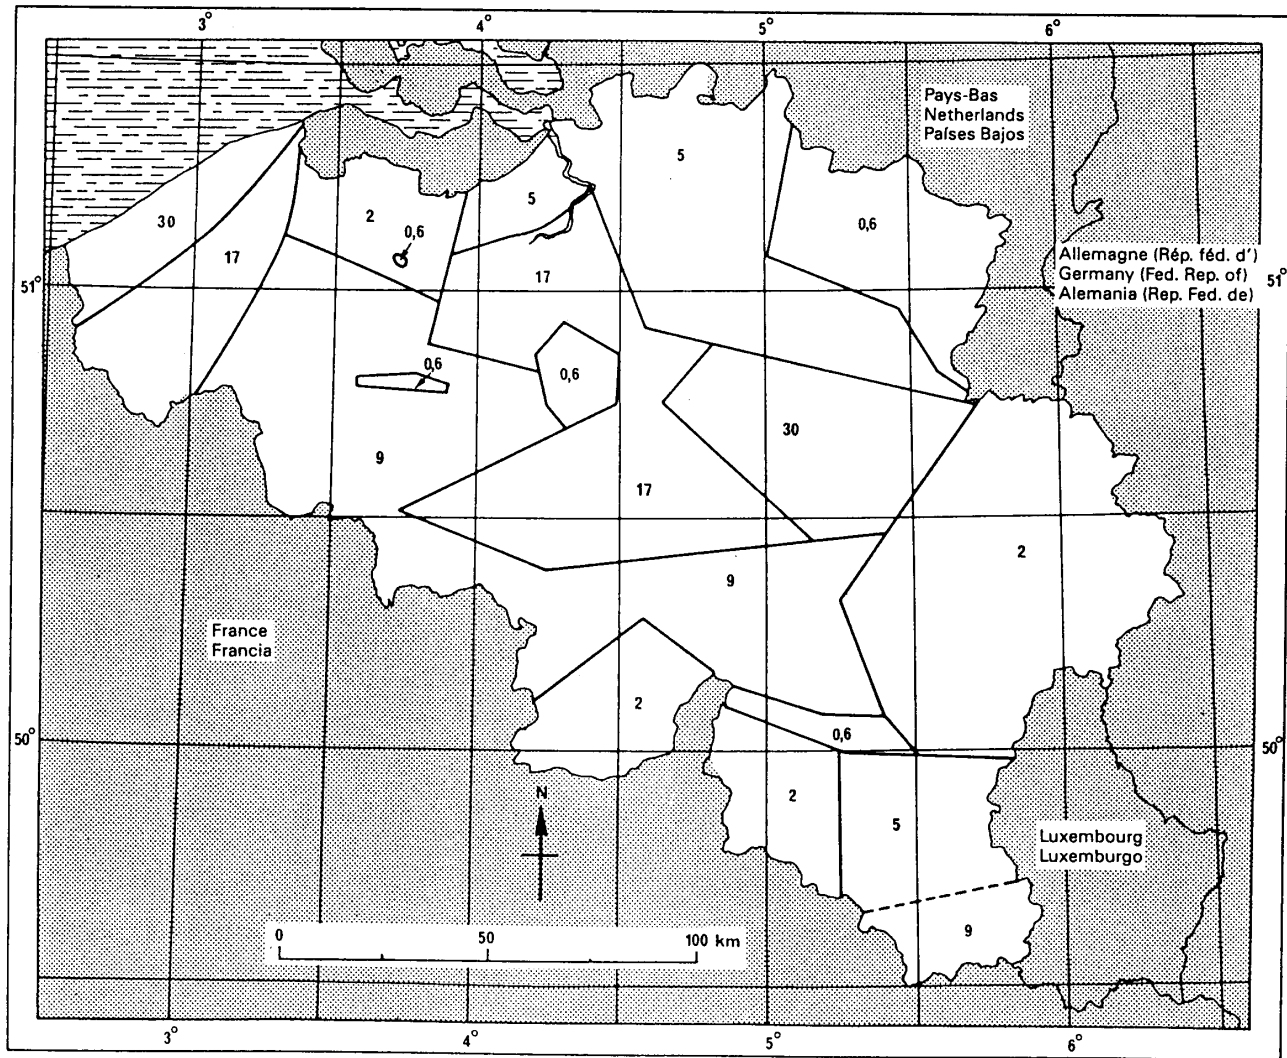 3° 4° 5° 6°
Pays-Bas
Netherlands
Países Bajos
5
30
2
5
0,6
0,6
17
17
Allemagne (Rép. féd. d')
Germany (Fed. Rep. of)
Alemania (Rep. Fed. de)
51° 51°
0,6
0,6
30
9
17
2
9
France
Francia
2
0,6
50° 50°
N
2
5
Luxembourg
Luxemburgo
9
0 50 100 km
3° 4° 5° 6°